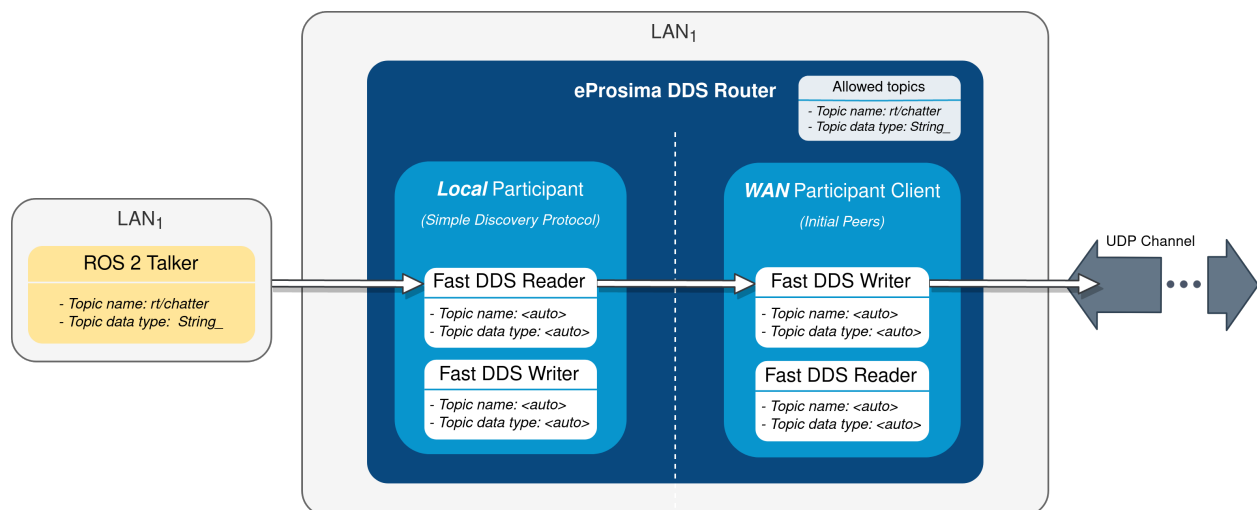 LAN1
eProsima DDS Router
Allowed topics
- Topic name: rt/chatter
- Topic data type: String_
Local Participant
(Simple Discovery Protocol)
WAN Participant Client
(Initial Peers)
LAN1
ROS 2 Talker
- Topic name: rt/chatter
- Topic data type: String_
Fast DDS Reader
- Topic name: <auto>
- Topic data type: <auto>
Fast DDS Writer
- Topic name: <auto>
- Topic data type: <auto>
Fast DDS Writer
- Topic name: <auto>
- Topic data type: <auto>
Fast DDS Reader
- Topic name: <auto>
- Topic data type: <auto>
UDP Channel